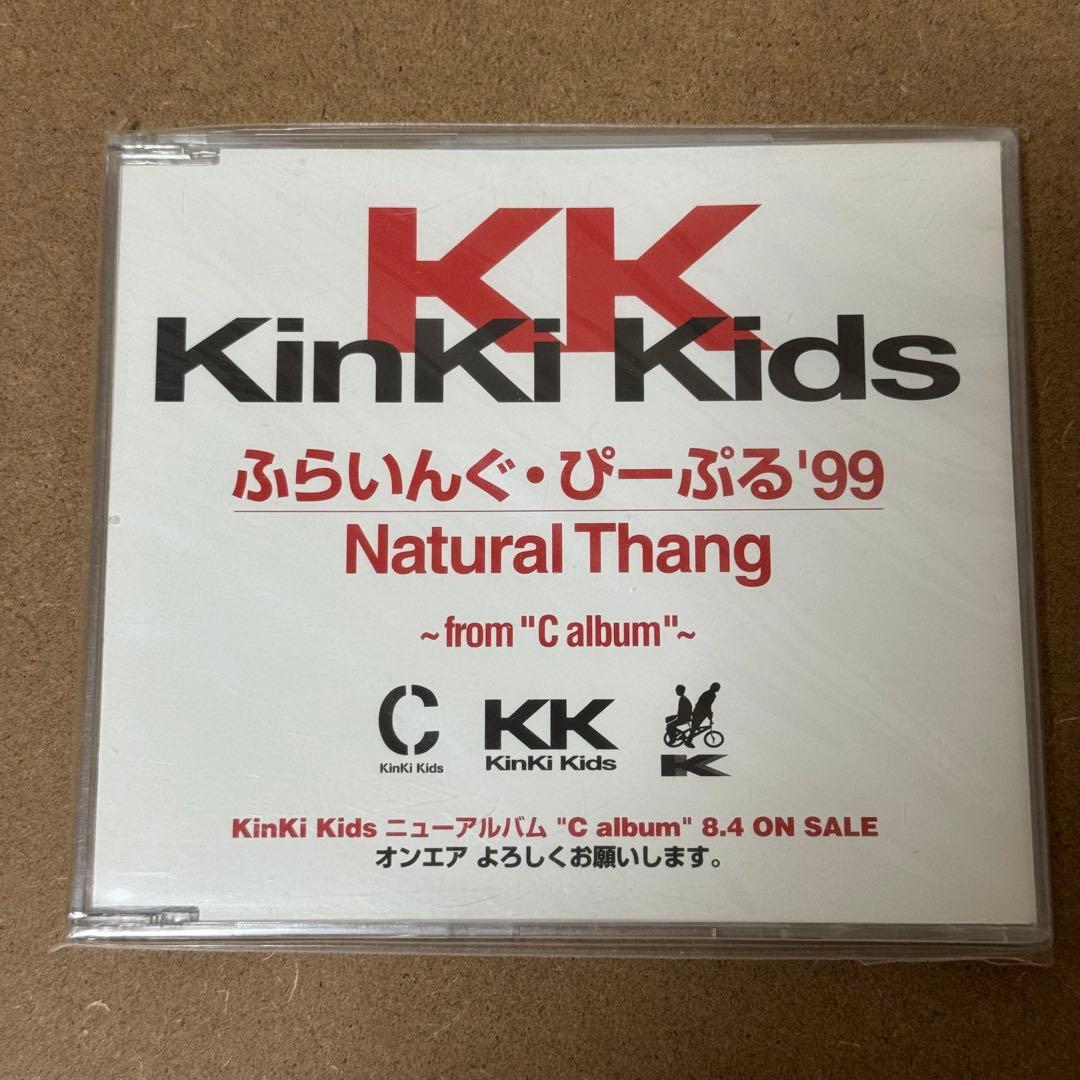 KK
KinKi Kids
ふらいんぐ・ぴーぷる'99
Natural Thang
~from "C album"~
C
KinKi Kids
KK
KinKi Kids
K
KinKi Kids ニューアルバム "C album" 8.4 ON SALE
オンエア よろしくお願いします。